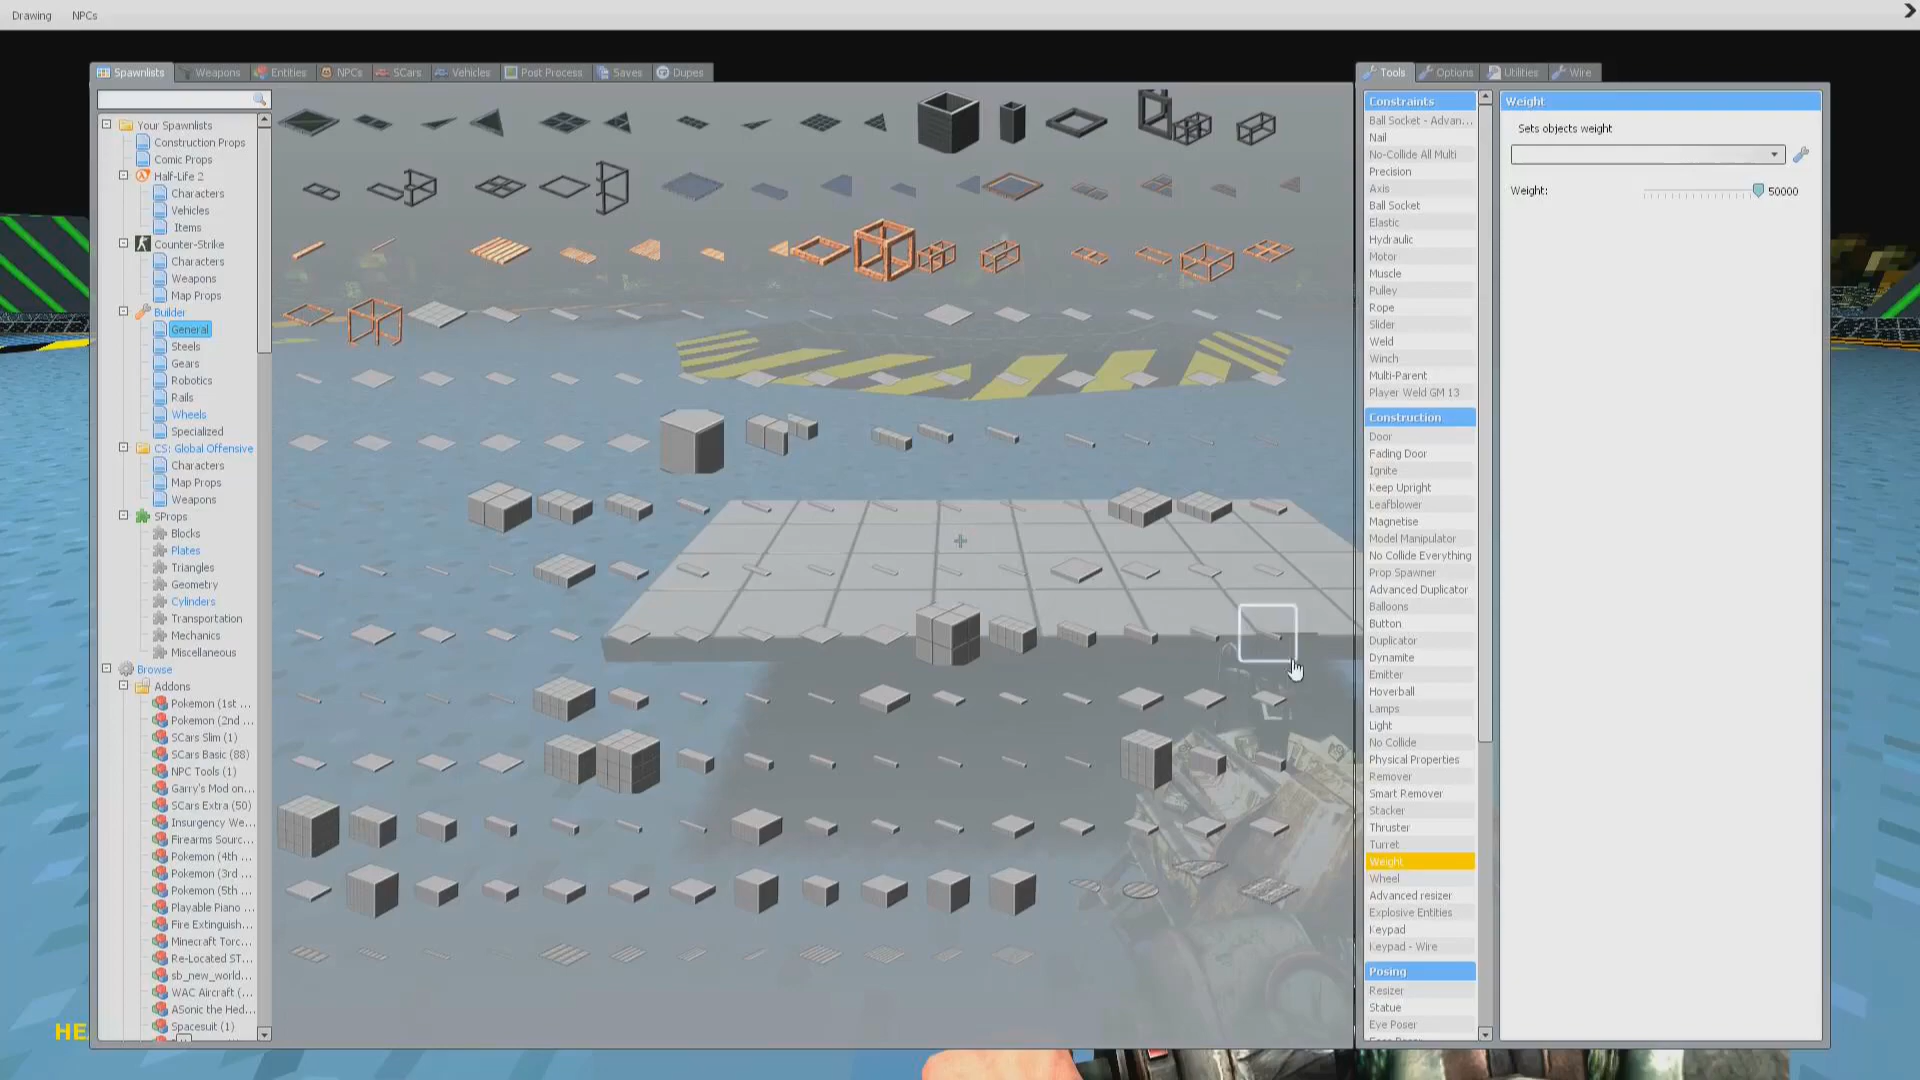 Drawing NPCs
Spawnlists Weapons Entities NPCs SCars Vehicles Post Process Saves Dupes
Your Spawnlists
Construction Props
Comic Props
Half-Life 2
Characters
Vehicles
Items
Counter-Strike
Characters
Weapons
Map Props
Builder
General
Steels
Gears
Robotics
Rails
Wheels
Specialized
CS: Global Offensive
Characters
Map Props
Weapons
SProps
Blocks
Plates
Triangles
Geometry
Cylinders
Transportation
Mechanics
Miscellaneous
Browse
Addons
Pokemon (1st ...
Pokemon (2nd ...
SCars Slim (1)
SCars Basic (88)
NPC Tools (1)
Garry's Mod on...
SCars Extra (50)
Insurgency We...
Firearms Sourc...
Pokemon (4th ...
Pokemon (3rd ...
Pokemon (5th ...
Playable Piano ...
Fire Extinguish...
Minecraft Torc...
Re-Located ST...
sb_new_world...
WAC Aircraft (...
ASonic the Hed...
Spacesuit (1)
HE
Tools Options Utilities Wire
Constraints
Ball Socket - Advan...
Nail
No-Collide All Multi
Precision
Axis
Ball Socket
Elastic
Hydraulic
Motor
Muscle
Pulley
Rope
Slider
Weld
Winch
Multi-Parent
Player Weld GM 13
Construction
Door
Fading Door
Ignite
Keep Upright
Leafblower
Magnetise
Model Manipulator
No Collide Everything
Prop Spawner
Advanced Duplicator
Balloons
Button
Duplicator
Dynamite
Emitter
Hoverball
Lamps
Light
No Collide
Physical Properties
Remover
Smart Remover
Stacker
Thruster
Turret
Weight
Wheel
Advanced resizer
Explosive Entities
Keypad
Keypad - Wire
Posing
Resizer
Statue
Eye Poser
Weight
Sets objects weight
Weight: 50000